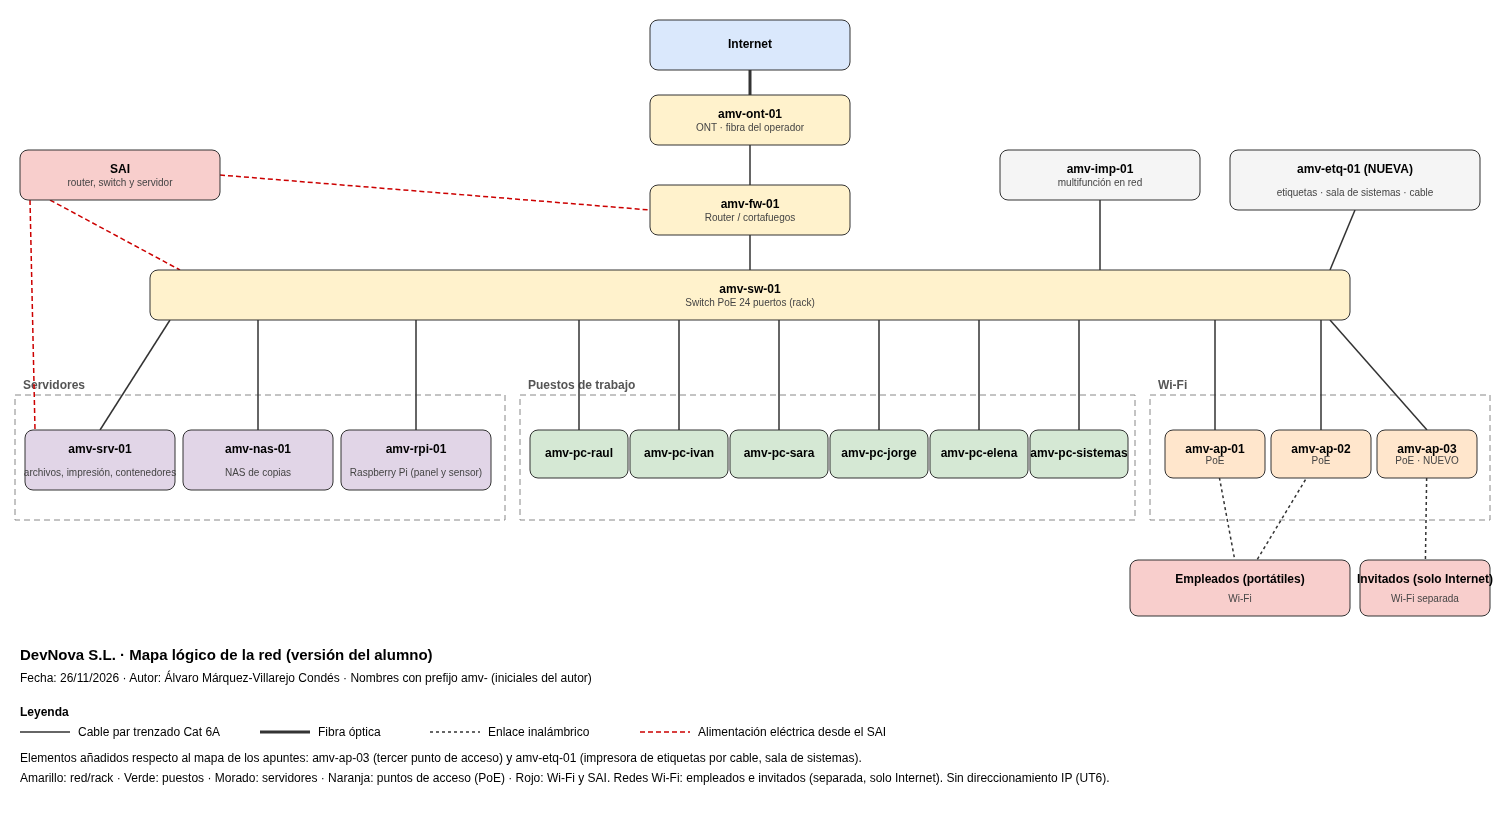 Internet
amv-ont-01
ONT · fibra del operador
SAI
router, switch y servidor
amv-imp-01
multifunción en red
amv-etq-01 (NUEVA)
etiquetas · sala de sistemas · cable
amv-fw-01
Router / cortafuegos
amv-sw-01
Switch PoE 24 puertos (rack)
Servidores
Puestos de trabajo
Wi-Fi
amv-srv-01
archivos, impresión, contenedores
amv-nas-01
NAS de copias
amv-rpi-01
Raspberry Pi (panel y sensor)
amv-pc-raul
amv-pc-ivan
amv-pc-sara
amv-pc-jorge
amv-pc-elena
amv-pc-sistemas
amv-ap-01
PoE
amv-ap-02
PoE
amv-ap-03
PoE · NUEVO
Empleados (portátiles)
Wi-Fi
Invitados (solo Internet)
Wi-Fi separada
DevNova S.L. · Mapa lógico de la red (versión del alumno)
Fecha: 26/11/2026 · Autor: Álvaro Márquez-Villarejo Condés · Nombres con prefijo amv- (iniciales del autor)
Leyenda
Cable par trenzado Cat 6A
Fibra óptica
Enlace inalámbrico
Alimentación eléctrica desde el SAI
Elementos añadidos respecto al mapa de los apuntes: amv-ap-03 (tercer punto de acceso) y amv-etq-01 (impresora de etiquetas por cable, sala de sistemas).
Amarillo: red/rack · Verde: puestos · Morado: servidores · Naranja: puntos de acceso (PoE) · Rojo: Wi-Fi y SAI. Redes Wi-Fi: empleados e invitados (separada, solo Internet). Sin direccionamiento IP (UT6).